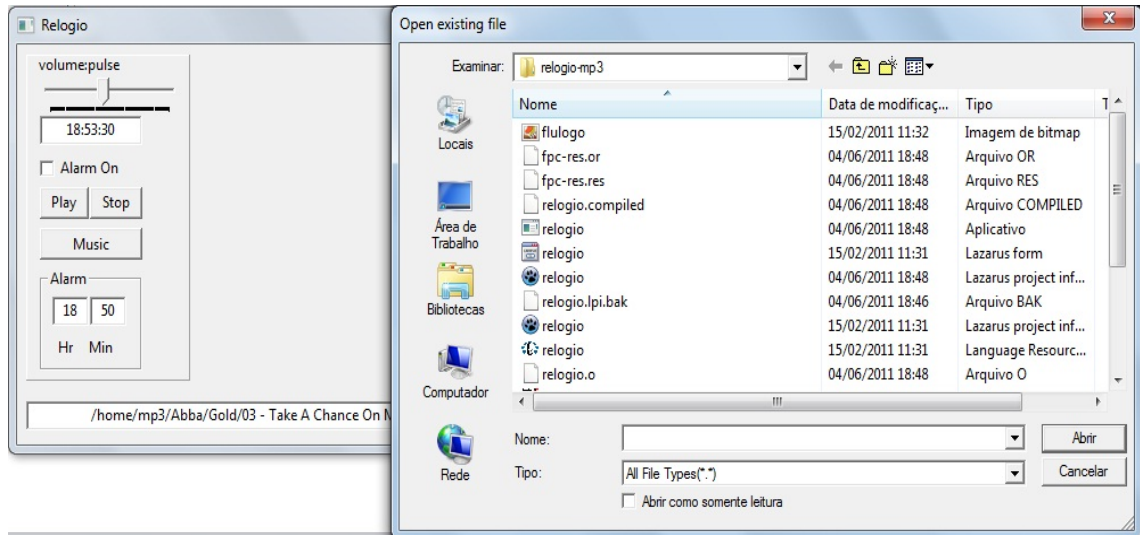 Relogio
volume:pulse
18:53:30
Alarm On
Play Stop
Music
Alarm
18 50
Hr Min
/home/mp3/Abba/Gold/03 - Take A Chance On
Open existing file
Examinar: relogio-mp3
Locais
Área de Trabalho
Bibliotecas
Computador
Rede
Nome Data de modificaç... Tipo T
flulogo 15/02/2011 11:32 Imagem de bitmap
fpc-res.or 04/06/2011 18:48 Arquivo OR
fpc-res.res 04/06/2011 18:48 Arquivo RES
relogio.compiled 04/06/2011 18:48 Arquivo COMPILED
relogio 04/06/2011 18:48 Aplicativo
relogio 15/02/2011 11:31 Lazarus form
relogio 04/06/2011 18:48 Lazarus project inf...
relogio.lpi.bak 04/06/2011 18:46 Arquivo BAK
relogio 15/02/2011 11:31 Lazarus project inf...
relogio 15/02/2011 11:31 Language Resourc...
relogio.o 04/06/2011 18:48 Arquivo O
Nome: Abrir
Tipo: All File Types(*.*) Cancelar
Abrir como somente leitura